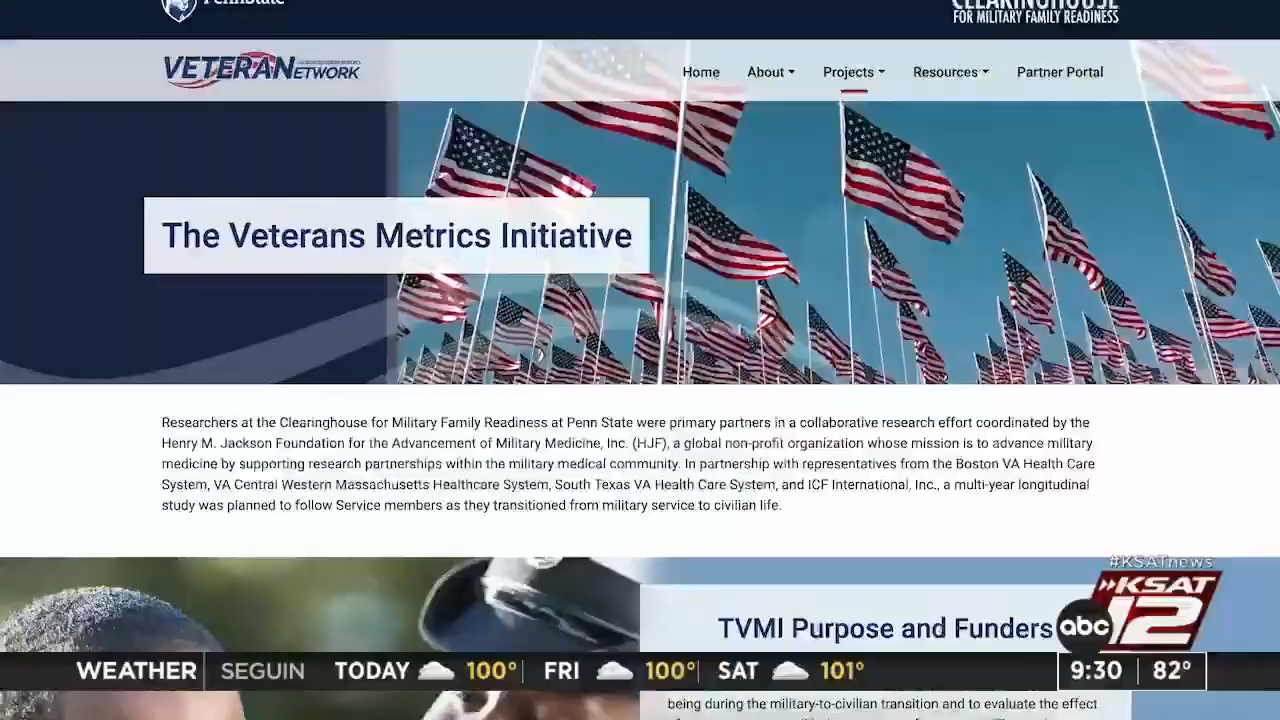 PennState
CLEARINGHOUSE
FOR MILITARY FAMILY READINESS
VETERANETWORK
Home About Projects Resources Partner Portal
The Veterans Metrics Initiative
Researchers at the Clearinghouse for Military Family Readiness at Penn State were primary partners in a collaborative research effort coordinated by the
Henry M. Jackson Foundation for the Advancement of Military Medicine, Inc. (HJF), a global non-profit organization whose mission is to advance military
medicine by supporting research partnerships within the military medical community. In partnership with representatives from the Boston VA Health Care
System, VA Central Western Massachusetts Healthcare System, South Texas VA Health Care System, and ICF International, Inc., a multi-year longitudinal
study was planned to follow Service members as they transitioned from military service to civilian life.
#KSATnews
KSAT
abc 12
TVMI Purpose and Funders
WEATHER SEGUIN TODAY 100° FRI 100° SAT 101° 9:30 82°
being during the military-to-civilian transition and to evaluate the effect